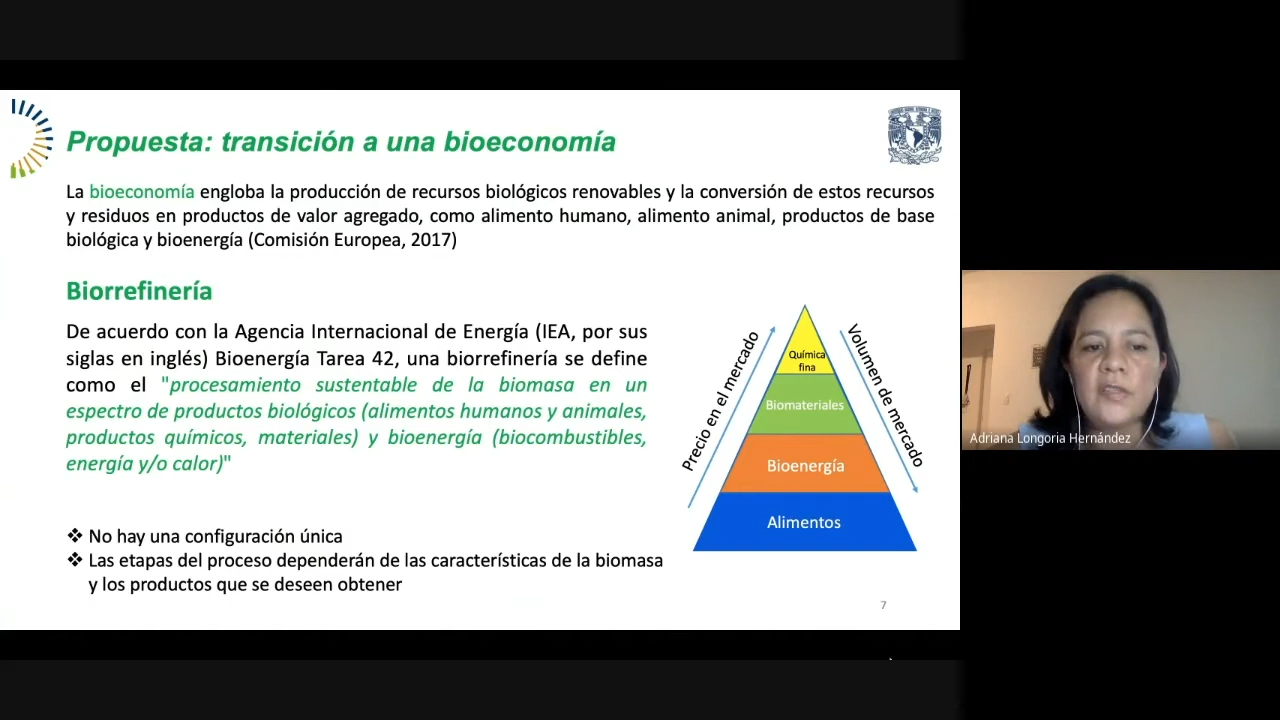 Propuesta: transición a una bioeconomía
La bioeconomía engloba la producción de recursos biológicos renovables y la conversión de estos recursos
y residuos en productos de valor agregado, como alimento humano, alimento animal, productos de base
biológica y bioenergía (Comisión Europea, 2017)
Biorrefinería
De acuerdo con la Agencia Internacional de Energía (IEA, por sus
siglas en inglés) Bioenergía Tarea 42, una biorrefinería se define
como el "procesamiento sustentable de la biomasa en un
espectro de productos biológicos (alimentos humanos y animales,
productos químicos, materiales) y bioenergía (biocombustibles,
energía y/o calor)"
❖ No hay una configuración única
❖ Las etapas del proceso dependerán de las características de la biomasa
y los productos que se deseen obtener
Precio en el mercado
Volumen de mercado
Química
fina
Biomateriales
Bioenergía
Alimentos
7
Adriana Longoria Hernández